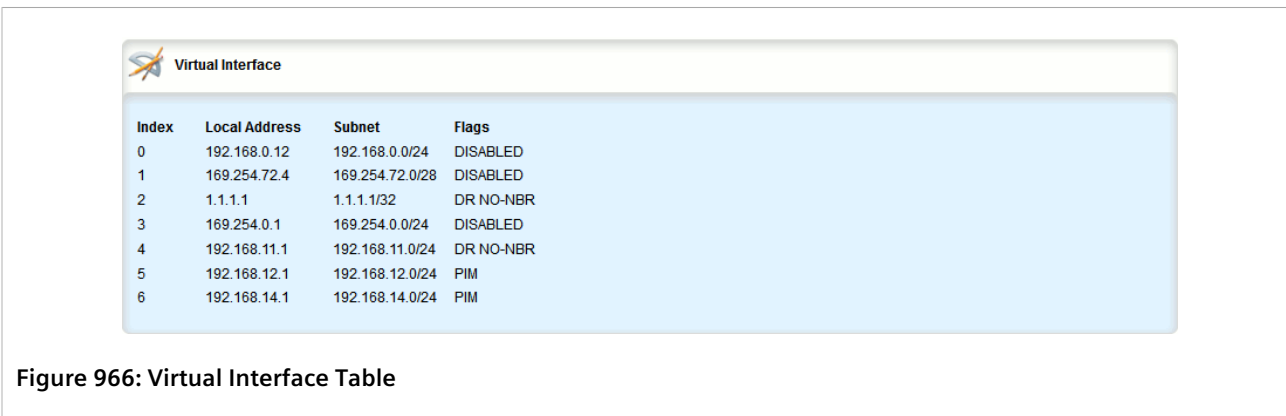 Virtual Interface
Index Local Address Subnet Flags
0 192.168.0.12 192.168.0.0/24 DISABLED
1 169.254.72.4 169.254.72.0/28 DISABLED
2 1.1.1.1 1.1.1.1/32 DR NO-NBR
3 169.254.0.1 169.254.0.0/24 DISABLED
4 192.168.11.1 192.168.11.0/24 DR NO-NBR
5 192.168.12.1 192.168.12.0/24 PIM
6 192.168.14.1 192.168.14.0/24 PIM
Figure 966: Virtual Interface Table